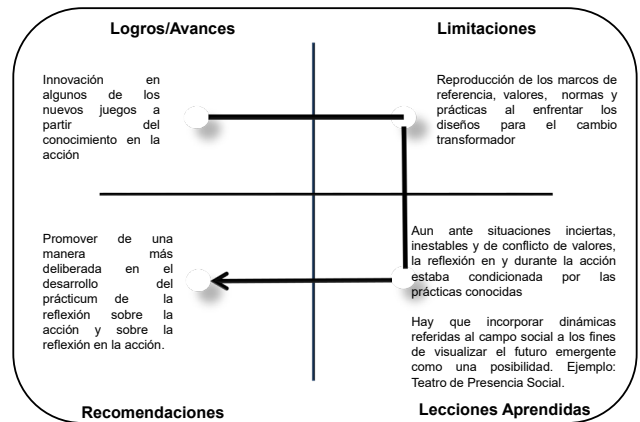 Logros/Avances
Innovación en
algunos de los
nuevos juegos a
partir del
conocimiento en la
acción
Limitaciones
Reproducción de los marcos de
referencia, valores, normas y
prácticas al enfrentar los
diseños para el cambio
transformador
Promover de una
manera más
deliberada en el
desarrollo del
prácticum de la
reflexión sobre la
acción y sobre la
reflexión en la acción.
Recomendaciones
Aun ante situaciones inciertas,
inestables y de conflicto de valores,
la reflexión en y durante la acción
estaba condicionada por las
prácticas conocidas
Hay que incorporar dinámicas
referidas al campo social a los fines
de visualizar el futuro emergente
como una posibilidad. Ejemplo:
Teatro de Presencia Social.
Lecciones Aprendidas